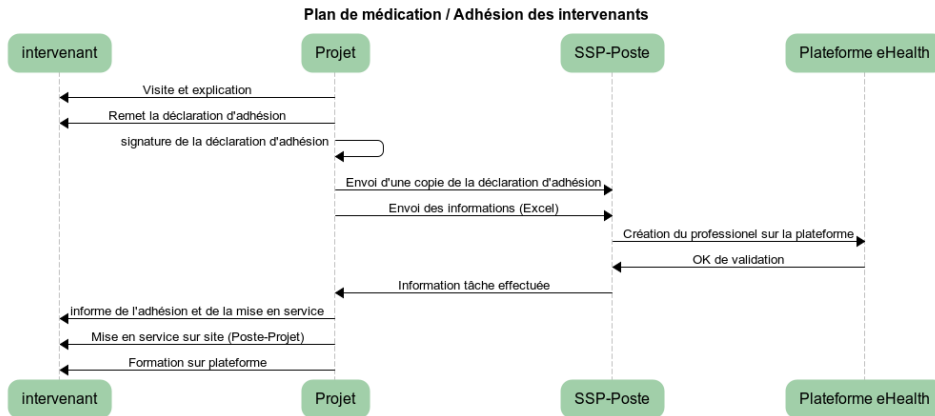 Plan de médication / Adhésion des intervenants
intervenant
Projet
SSP-Poste
Plateforme eHealth
Visite et explication
Remet la déclaration d'adhésion
signature de la déclaration d'adhésion
Envoi d'une copie de la déclaration d'adhésion
Envoi des informations (Excel)
Création du professionel sur la plateforme
OK de validation
Information tâche effectuée
informe de l'adhésion et de la mise en service
Mise en service sur site (Poste-Projet)
Formation sur plateforme
intervenant
Projet
SSP-Poste
Plateforme eHealth